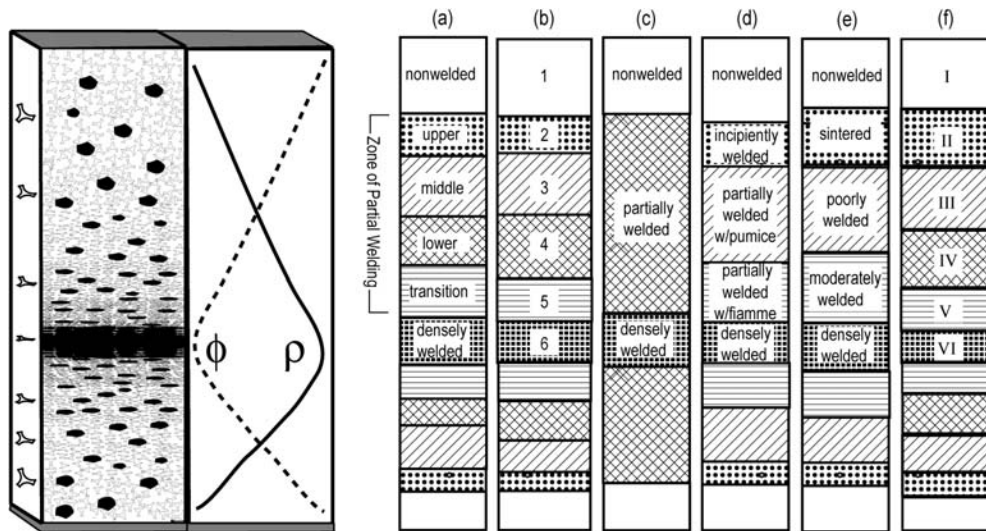 (a)
(b)
(c)
(d)
(e)
(f)
ϕ
ρ
Zone of Partial Welding
nonwelded
upper
middle
lower
transition
densely
welded
1
2
3
4
5
6
nonwelded
partially
welded
densely
welded
nonwelded
incipiently
welded
partially
welded
w/pumice
partially
welded
w/fiamme
densely
welded
nonwelded
sintered
poorly
welded
moderately
welded
densely
welded
I
II
III
IV
V
VI